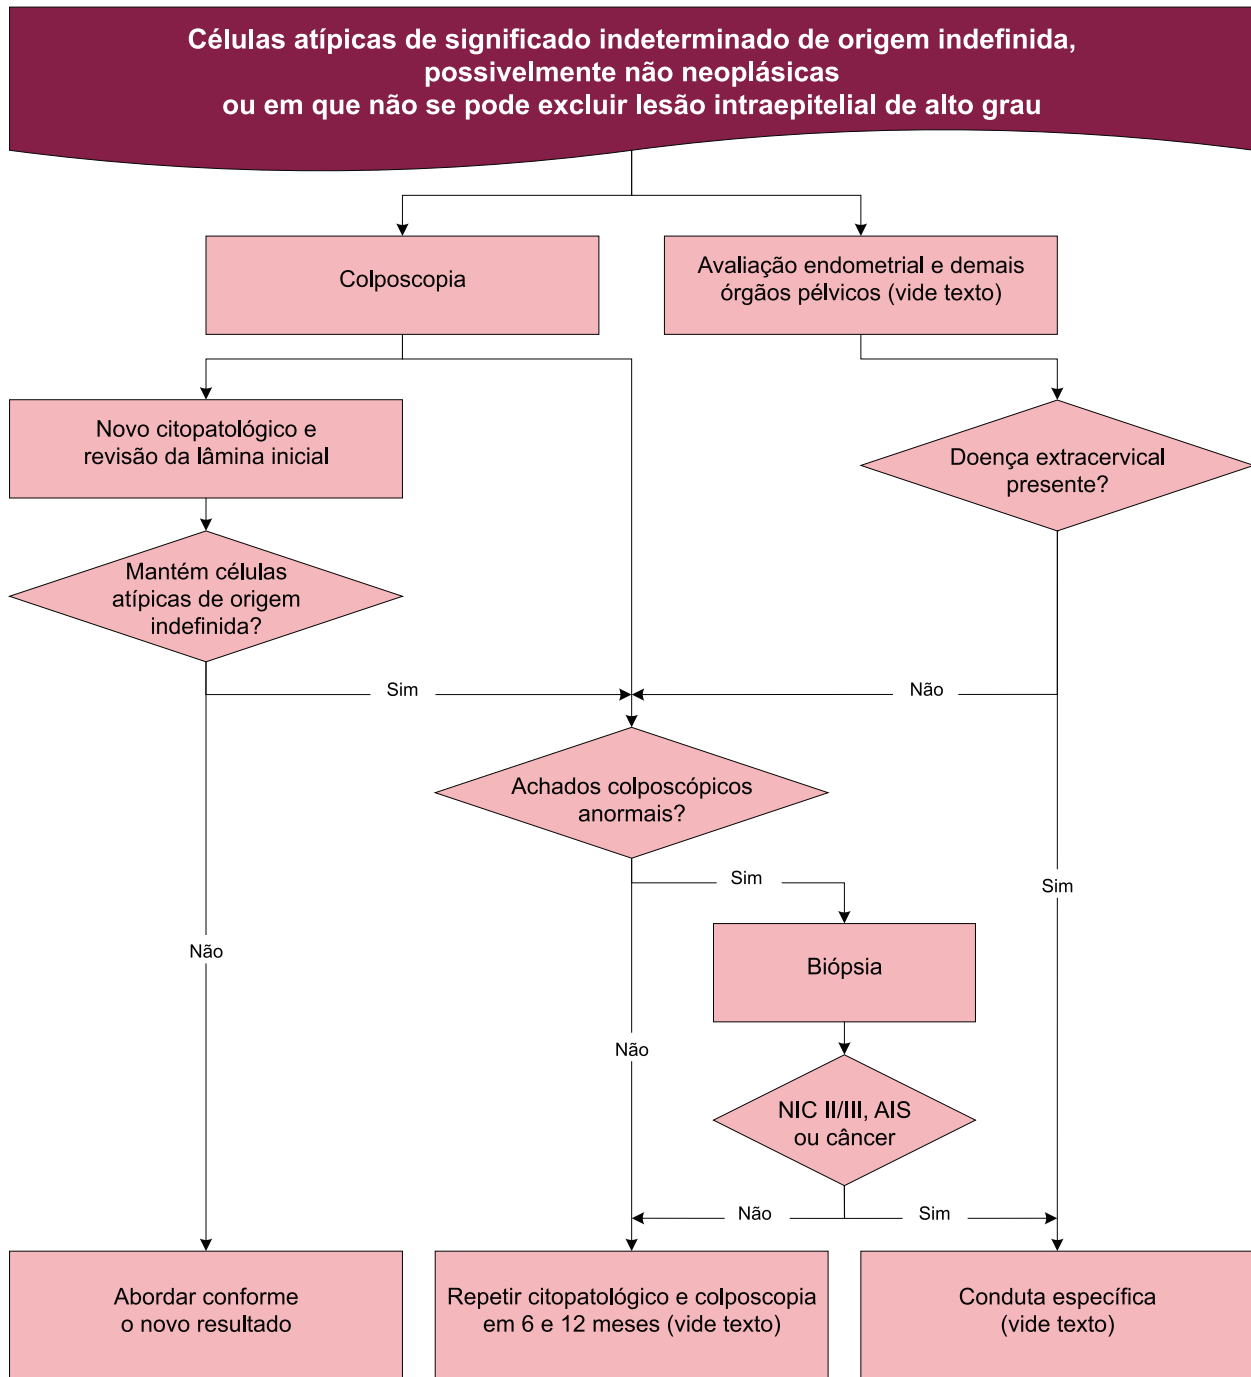 Células atípicas de significado indeterminado de origem indefinida,
possivelmente não neoplásicas
ou em que não se pode excluir lesão intraepitelial de alto grau
Colposcopia
Avaliação endometrial e demais
órgãos pélvicos (vide texto)
Novo citopatológico e
revisão da lâmina inicial
Doença extracervical
presente?
Mantém células
atípicas de origem
indefinida?
Sim
Não
Achados colposcópicos
anormais?
Sim
Sim
Não
Biópsia
Não
NIC II/III, AIS
ou câncer
Não
Sim
Abordar conforme
o novo resultado
Repetir citopatológico e colposcopia
em 6 e 12 meses (vide texto)
Conduta específica
(vide texto)